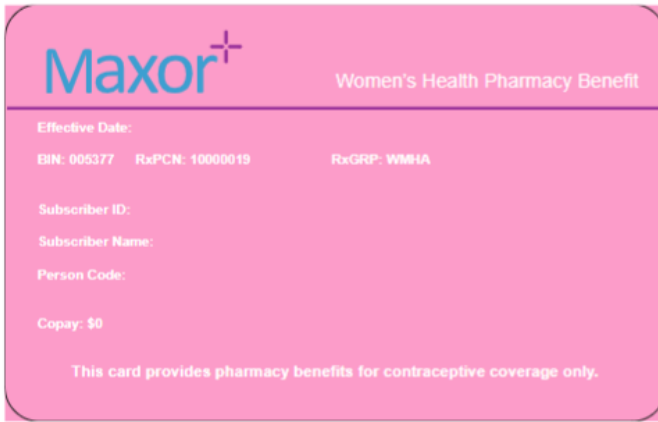 Maxor+
Women's Health Pharmacy Benefit
Effective Date:
BIN: 005377 RxPCN: 10000019 RxGRP: WMHA
Subscriber ID:
Subscriber Name:
Person Code:
Copay: $0
This card provides pharmacy benefits for contraceptive coverage only.